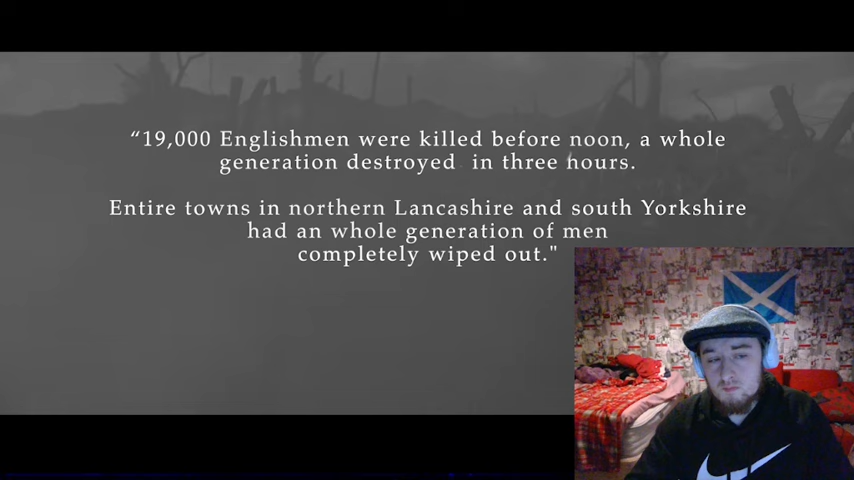 “19,000 Englishmen were killed before noon, a whole
generation destroyed in three hours.
Entire towns in northern Lancashire and south Yorkshire
had an whole generation of men
completely wiped out."